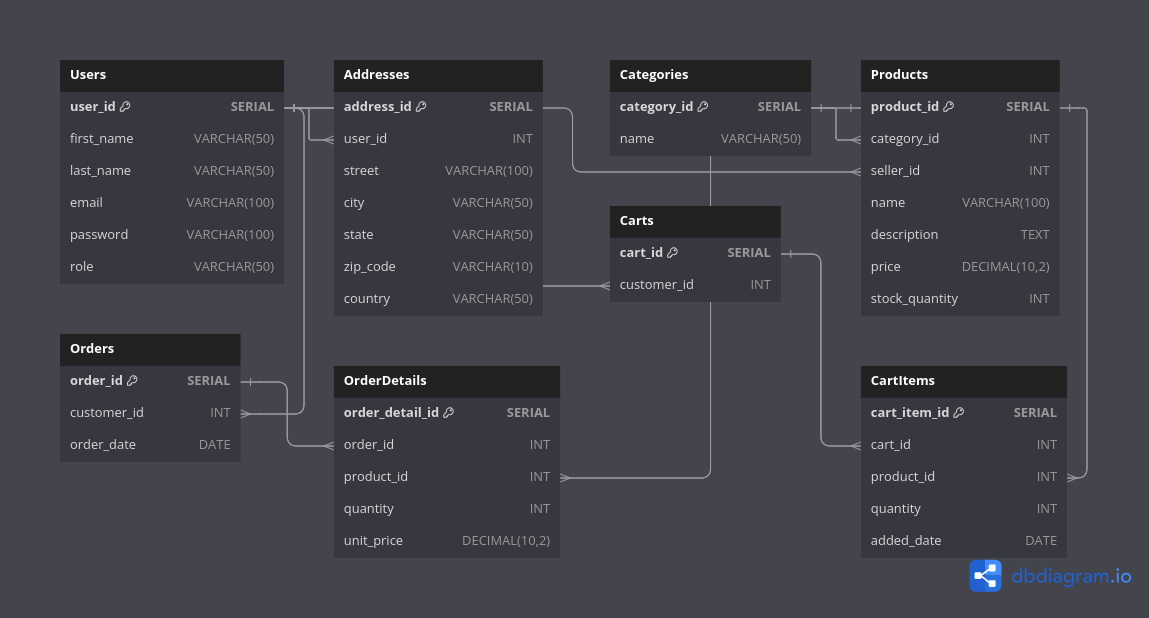 Users
user_id SERIAL
first_name VARCHAR(50)
last_name VARCHAR(50)
email VARCHAR(100)
password VARCHAR(100)
role VARCHAR(50)
Addresses
address_id SERIAL
user_id INT
street VARCHAR(100)
city VARCHAR(50)
state VARCHAR(50)
zip_code VARCHAR(10)
country VARCHAR(50)
Categories
category_id SERIAL
name VARCHAR(50)
Products
product_id SERIAL
category_id INT
seller_id INT
name VARCHAR(100)
description TEXT
price DECIMAL(10,2)
stock_quantity INT
Carts
cart_id SERIAL
customer_id INT
Orders
order_id SERIAL
customer_id INT
order_date DATE
OrderDetails
order_detail_id SERIAL
order_id INT
product_id INT
quantity INT
unit_price DECIMAL(10,2)
CartItems
cart_item_id SERIAL
cart_id INT
product_id INT
quantity INT
added_date DATE
dbdiagram.io